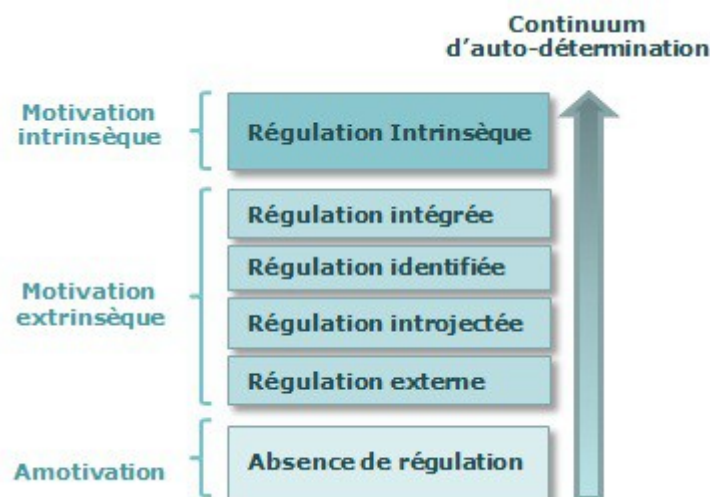 Continuum
d'auto-détermination
Motivation
intrinsèque
Régulation Intrinsèque
Motivation
extrinsèque
Régulation intégrée
Régulation identifiée
Régulation introjectée
Régulation externe
Amotivation
Absence de régulation